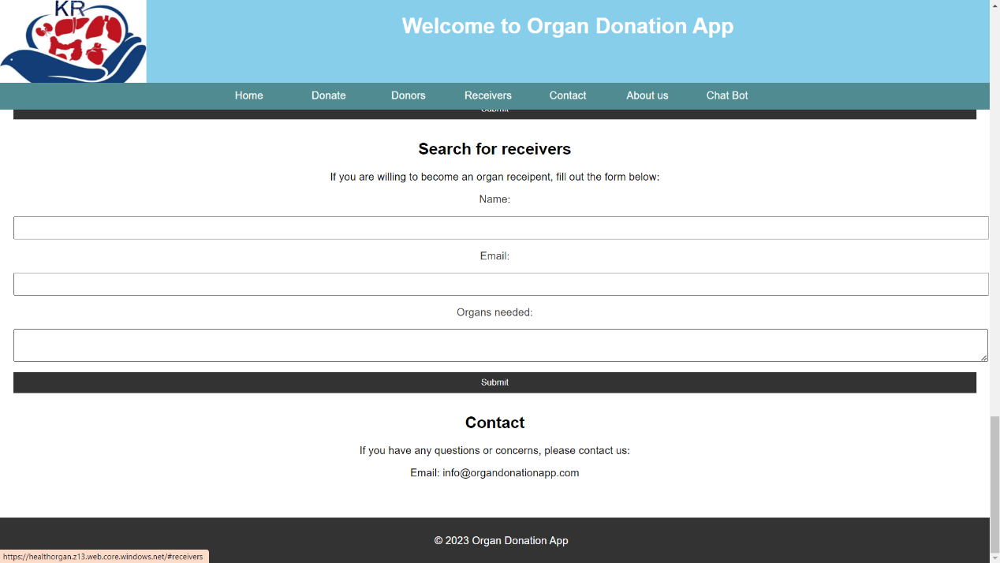 KR
Welcome to Organ Donation App
Home Donate Donors Receivers Contact About us Chat Bot
Submit
Search for receivers
If you are willing to become an organ receipent, fill out the form below:
Name:
Email:
Organs needed:
Submit
Contact
If you have any questions or concerns, please contact us:
Email: info@organdonationapp.com
© 2023 Organ Donation App
https://healthorgan.z13.web.core.windows.net/#receivers